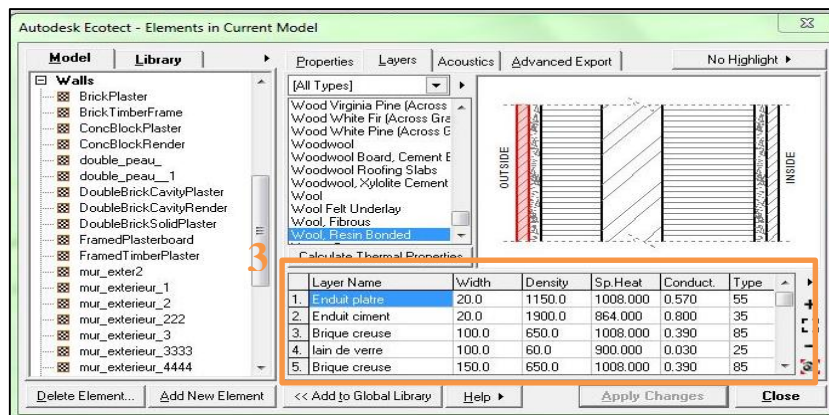 Autodesk Ecotect - Elements in Current Model
Model Library
Properties Layers Acoustics Advanced Export No Highlight
Walls
BrickPlaster
BrickTimberFrame
ConcBlockPlaster
ConcBlockRender
double_peau_
double_peau__1
DoubleBrickCavityPlaster
DoubleBrickCavityRender
DoubleBrickSolidPlaster
FramedPlasterboard
FramedTimberPlaster
mur_exter2
mur_exterieur_1
mur_exterieur_2
mur_exterieur_222
mur_exterieur_3
mur_exterieur_3333
mur_exterieur_4444
[All Types]
Wood Virginia Pine (Across
Wood White Fir (Across Gra
Wood White Pine (Across G
Woodwool
Woodwool Board, Cement B
Woodwool Roofing Slabs
Woodwool, Xylolite Cement
Wool
Wool Felt Underlay
Wool, Fibrous
Wool, Resin Bonded
Calculate Thermal Properties
OUTSIDE
INSIDE
3
Layer Name Width Density Sp.Heat Conduct. Type
1. Enduit platre 20.0 1150.0 1008.000 0.570 55
2. Enduit ciment 20.0 1900.0 864.000 0.800 35
3. Brique creuse 100.0 650.0 1008.000 0.390 85
4. lain de verre 100.0 60.0 900.000 0.030 25
5. Brique creuse 150.0 650.0 1008.000 0.390 85
Delete Element... Add New Element << Add to Global Library Help Apply Changes Close